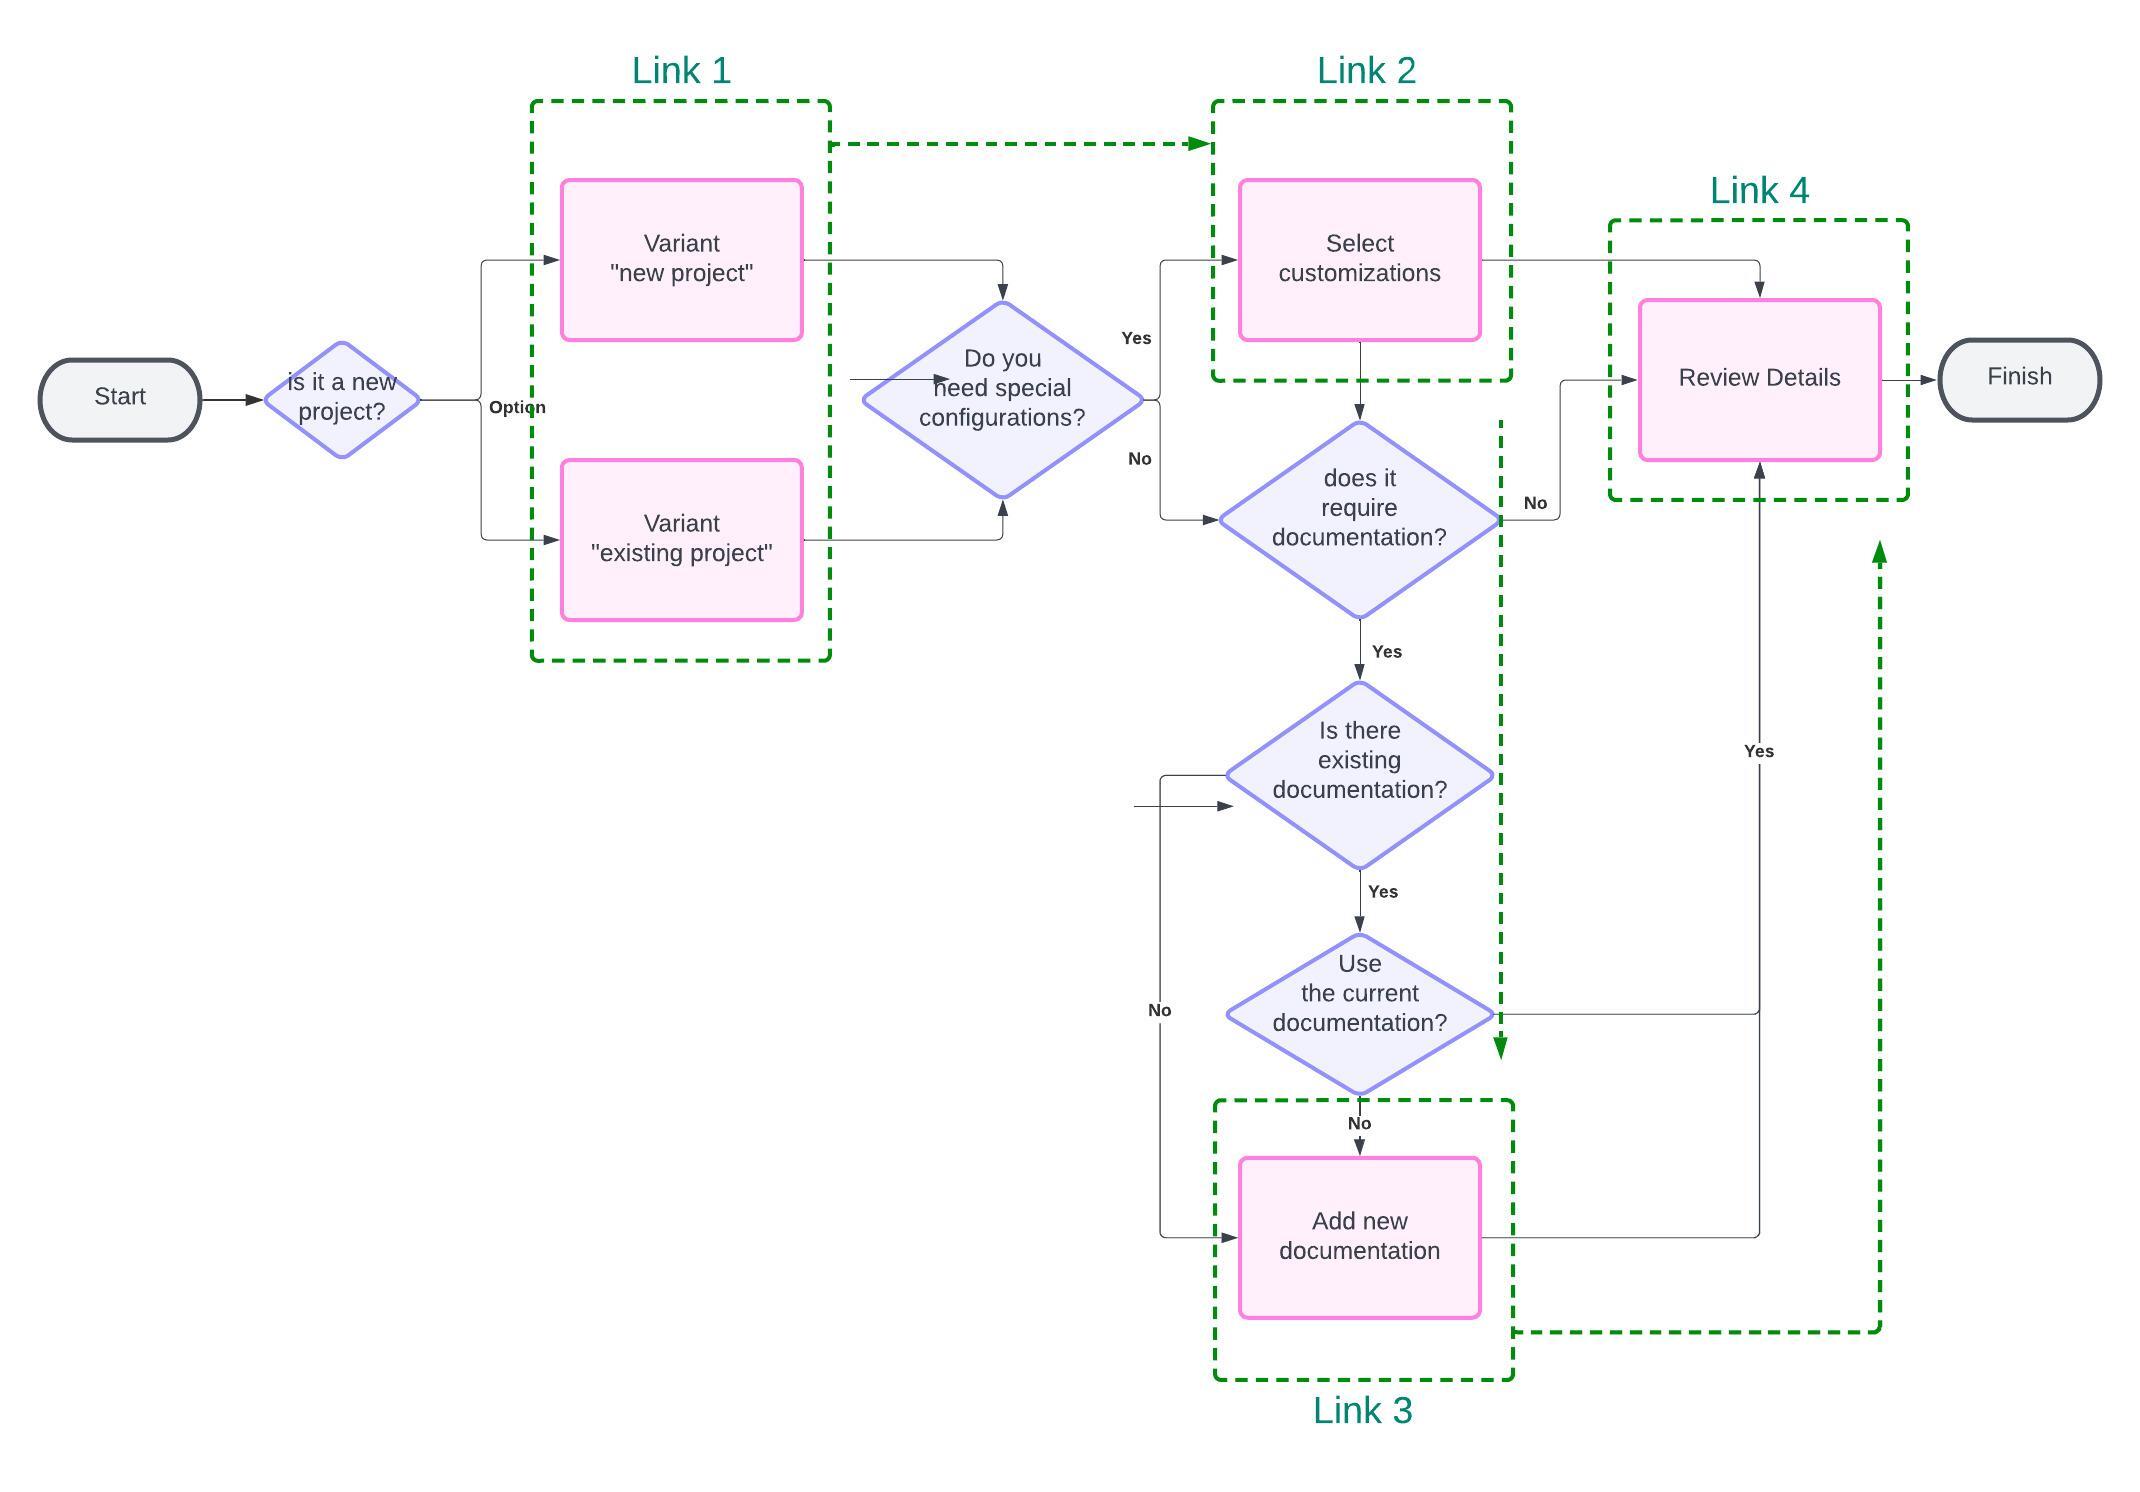 Link 1
Link 2
Link 4
Variant
"new project"
Select
customizations
Start
is it a new
project?
Option
Do you
need special
configurations?
Yes
No
Review Details
Finish
Variant
"existing project"
does it
require
documentation?
No
Yes
Is there
existing
documentation?
Yes
Yes
Use
the current
documentation?
No
No
Add new
documentation
Link 3